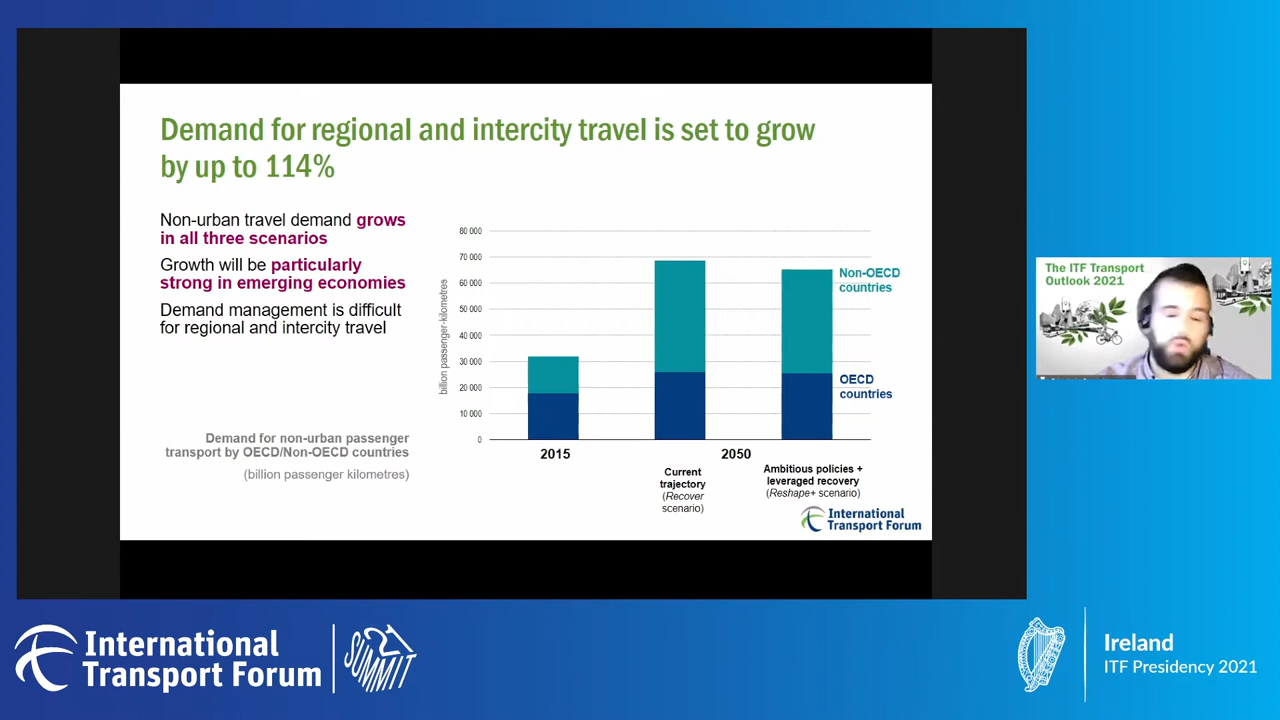 Demand for regional and intercity travel is set to grow
by up to 114%
Non-urban travel demand grows
in all three scenarios
Growth will be particularly
strong in emerging economies
Demand management is difficult
for regional and intercity travel
Demand for non-urban passenger
transport by OECD/Non-OECD countries
(billion passenger kilometres)
billion passenger-kilometres
80 000
70 000
60 000
50 000
40 000
30 000
20 000
10 000
0
Non-OECD
countries
OECD
countries
2015
2050
Current
trajectory
(Recover
scenario)
Ambitious policies +
leveraged recovery
(Reshape+ scenario)
International
Transport Forum
The ITF Transport
Outlook 2021
International
Transport Forum
21
SUMMIT
Ireland
ITF Presidency 2021